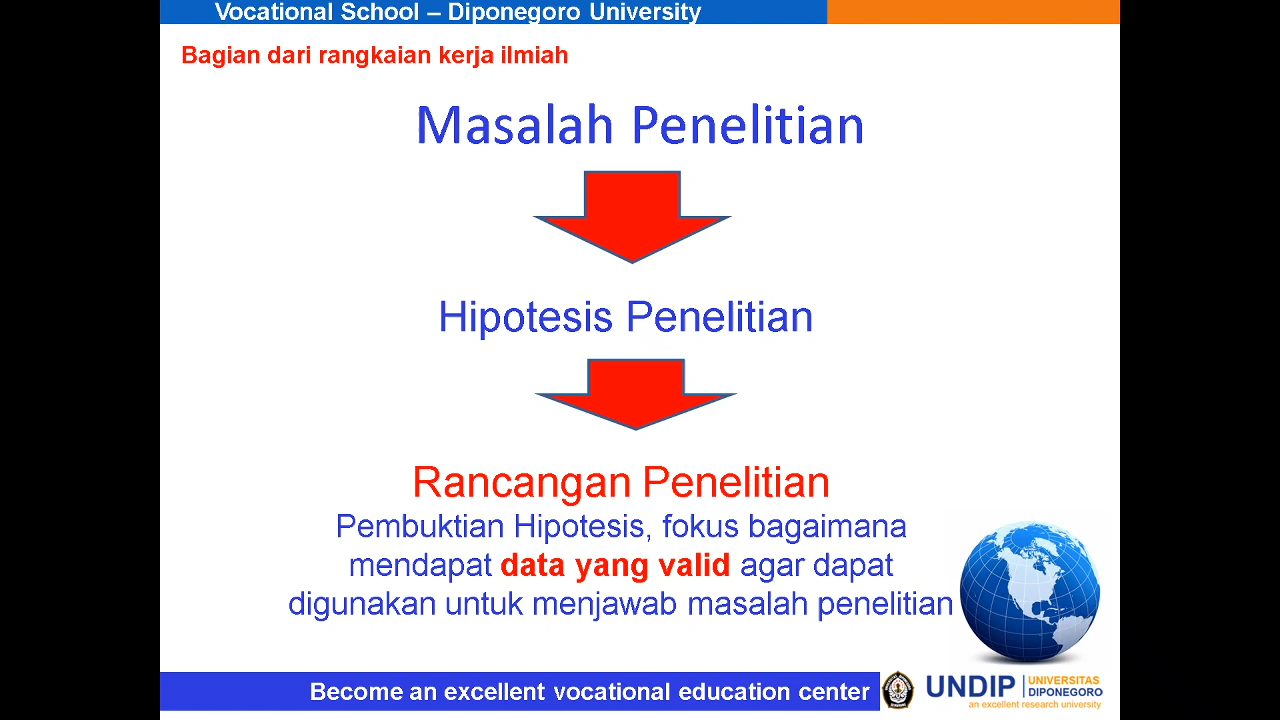 Vocational School – Diponegoro University
Bagian dari rangkaian kerja ilmiah
Masalah Penelitian
Hipotesis Penelitian
Rancangan Penelitian
Pembuktian Hipotesis, fokus bagaimana
mendapat data yang valid agar dapat
digunakan untuk menjawab masalah penelitian
Become an excellent vocational education center
UNDIP
UNIVERSITAS
DIPONEGORO
an excellent research university